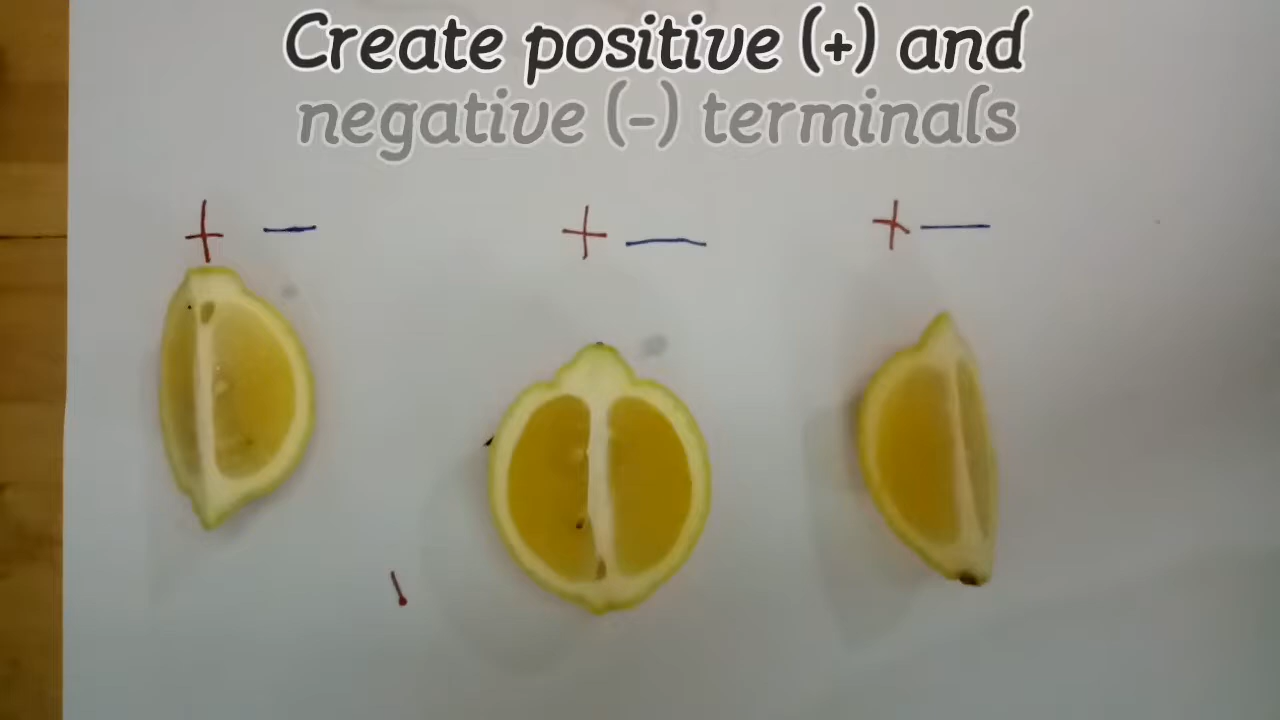 Create positive (+) and
negative (-) terminals
+ — + — + —